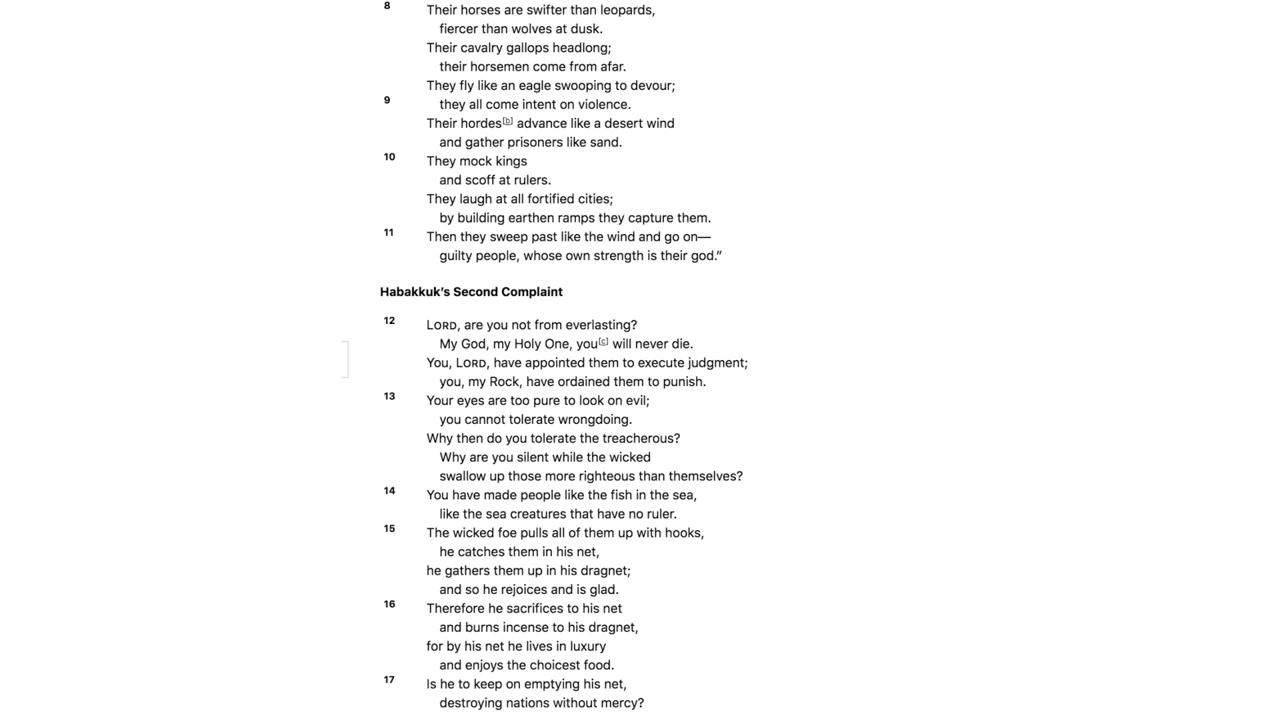 8 Their horses are swifter than leopards,
fiercer than wolves at dusk.
Their cavalry gallops headlong;
their horsemen come from afar.
They fly like an eagle swooping to devour;
9 they all come intent on violence.
Their hordes[b] advance like a desert wind
and gather prisoners like sand.
10 They mock kings
and scoff at rulers.
They laugh at all fortified cities;
by building earthen ramps they capture them.
11 Then they sweep past like the wind and go on—
guilty people, whose own strength is their god.”
Habakkuk’s Second Complaint
12 LORD, are you not from everlasting?
My God, my Holy One, you[c] will never die.
You, LORD, have appointed them to execute judgment;
you, my Rock, have ordained them to punish.
13 Your eyes are too pure to look on evil;
you cannot tolerate wrongdoing.
Why then do you tolerate the treacherous?
Why are you silent while the wicked
swallow up those more righteous than themselves?
14 You have made people like the fish in the sea,
like the sea creatures that have no ruler.
15 The wicked foe pulls all of them up with hooks,
he catches them in his net,
he gathers them up in his dragnet;
and so he rejoices and is glad.
16 Therefore he sacrifices to his net
and burns incense to his dragnet,
for by his net he lives in luxury
and enjoys the choicest food.
17 Is he to keep on emptying his net,
destroying nations without mercy?